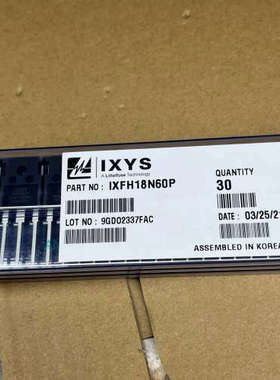 IXYS
A Littelfuse Technology
QUANTITY
PART NO : IXFH18N60P
30
LOT NO : 9GD02337FAC
DATE : 03/25/2
ASSEMBLED IN KOREA